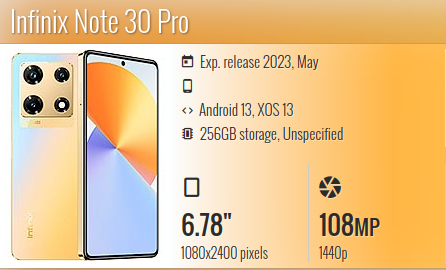 Infinix Note 30 Pro
Exp. release 2023, May
Android 13, XOS 13
256GB storage, Unspecified
6.78" 108MP
1080x2400 pixels 1440p
Infinix